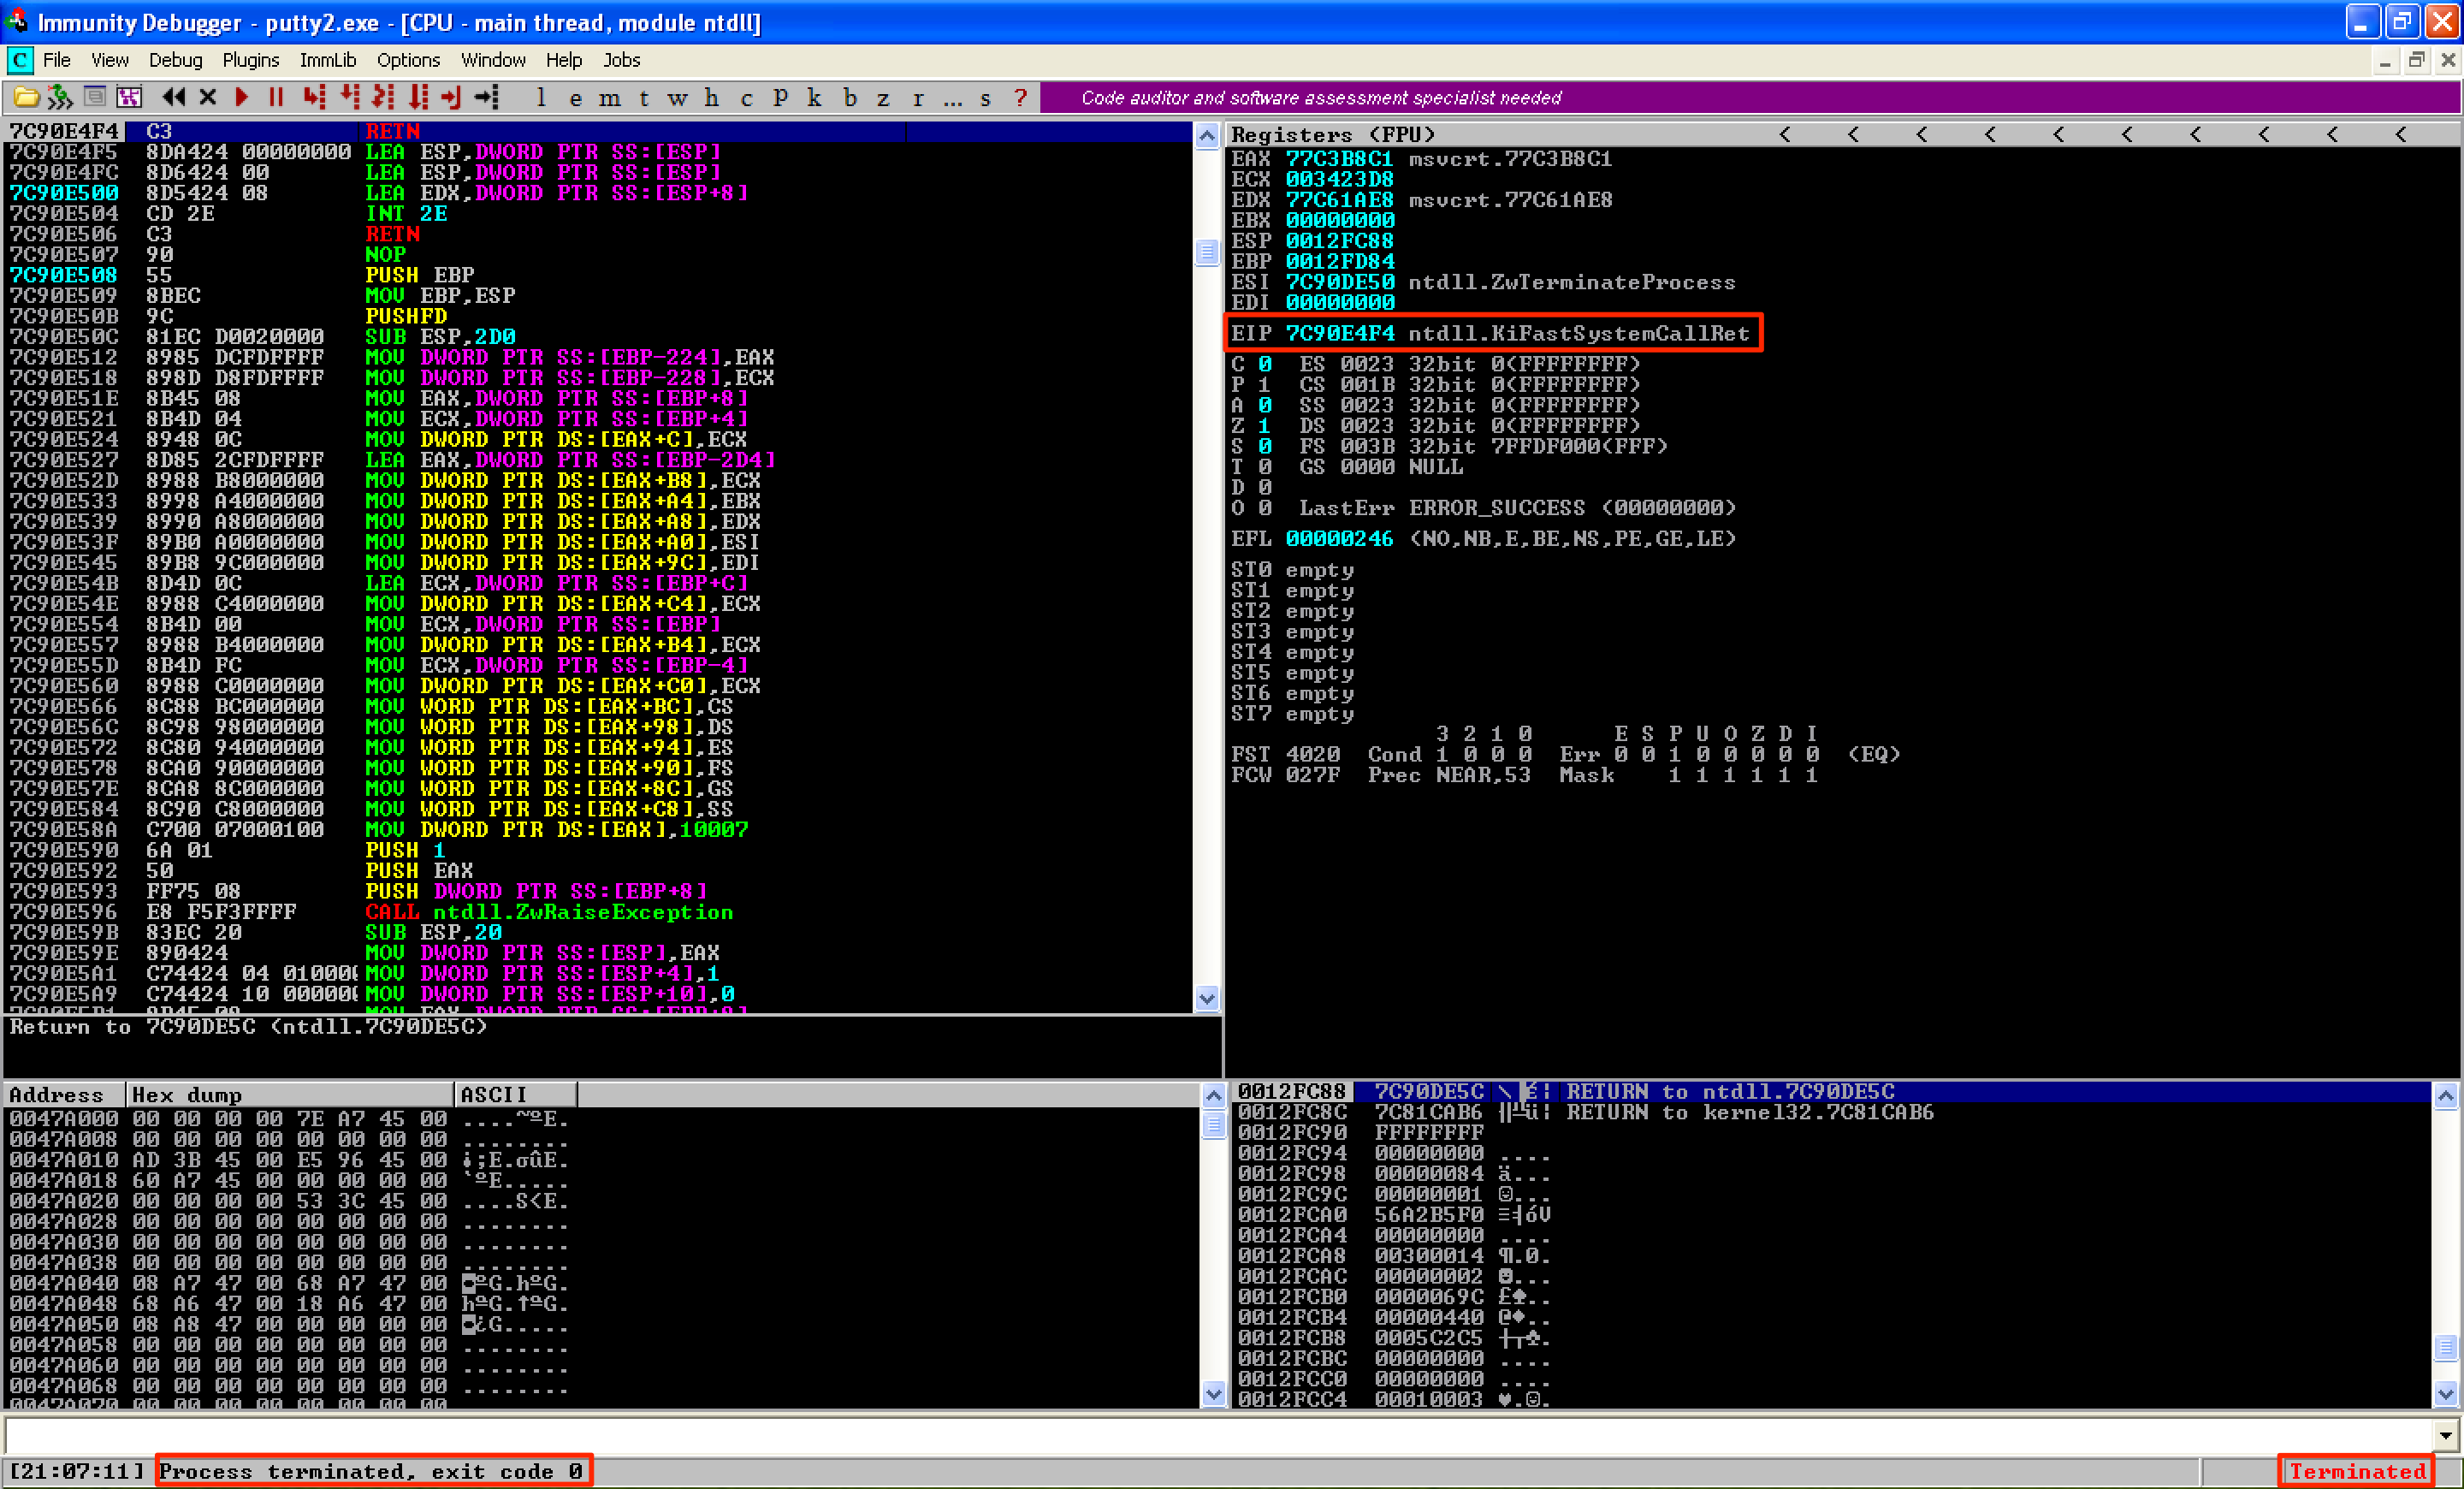 Immunity Debugger - putty2.exe - [CPU - main thread, module ntdll]
C File View Debug Plugins ImmLib Options Window Help Jobs
l e m t w h c P k b z r ... s ?
Code auditor and software assessment specialist needed
7C90E4F4 C3 RETN
7C90E4F5 8DA424 00000000 LEA ESP,DWORD PTR SS:[ESP]
7C90E4FC 8D6424 00 LEA ESP,DWORD PTR SS:[ESP]
7C90E500 8D5424 08 LEA EDX,DWORD PTR SS:[ESP+8]
7C90E504 CD 2E INT 2E
7C90E506 C3 RETN
7C90E507 90 NOP
7C90E508 55 PUSH EBP
7C90E509 8BEC MOV EBP,ESP
7C90E50B 9C PUSHFD
7C90E50C 81EC D0020000 SUB ESP,2D0
7C90E512 8985 DCFDFFFF MOV DWORD PTR SS:[EBP-224],EAX
7C90E518 898D D8FDFFFF MOV DWORD PTR SS:[EBP-228],ECX
7C90E51E 8B45 08 MOV EAX,DWORD PTR SS:[EBP+8]
7C90E521 8B4D 04 MOV ECX,DWORD PTR SS:[EBP+4]
7C90E524 8948 0C MOV DWORD PTR DS:[EAX+C],ECX
7C90E527 8D85 2CFDFFFF LEA EAX,DWORD PTR SS:[EBP-2D4]
7C90E52D 8988 B8000000 MOV DWORD PTR DS:[EAX+B8],ECX
7C90E533 8998 A4000000 MOV DWORD PTR DS:[EAX+A4],EBX
7C90E539 8990 A8000000 MOV DWORD PTR DS:[EAX+A8],EDX
7C90E53F 89B0 A0000000 MOV DWORD PTR DS:[EAX+A0],ESI
7C90E545 89B8 9C000000 MOV DWORD PTR DS:[EAX+9C],EDI
7C90E54B 8D4D 0C LEA ECX,DWORD PTR SS:[EBP+C]
7C90E54E 8988 C4000000 MOV DWORD PTR DS:[EAX+C4],ECX
7C90E554 8B4D 00 MOV ECX,DWORD PTR SS:[EBP]
7C90E557 8988 B4000000 MOV DWORD PTR DS:[EAX+B4],ECX
7C90E55D 8B4D FC MOV ECX,DWORD PTR SS:[EBP-4]
7C90E560 8988 C0000000 MOV DWORD PTR DS:[EAX+C0],ECX
7C90E566 8C88 BC000000 MOV WORD PTR DS:[EAX+BC],CS
7C90E56C 8C98 98000000 MOV WORD PTR DS:[EAX+98],DS
7C90E572 8C80 94000000 MOV WORD PTR DS:[EAX+94],ES
7C90E578 8CA0 90000000 MOV WORD PTR DS:[EAX+90],FS
7C90E57E 8CA8 8C000000 MOV WORD PTR DS:[EAX+8C],GS
7C90E584 8C90 C8000000 MOV WORD PTR DS:[EAX+C8],SS
7C90E58A C700 07000100 MOV DWORD PTR DS:[EAX],10007
7C90E590 6A 01 PUSH 1
7C90E592 50 PUSH EAX
7C90E593 FF75 08 PUSH DWORD PTR SS:[EBP+8]
7C90E596 E8 F5F3FFFF CALL ntdll.ZwRaiseException
7C90E59B 83EC 20 SUB ESP,20
7C90E59E 890424 MOV DWORD PTR SS:[ESP],EAX
7C90E5A1 C74424 04 01000 MOV DWORD PTR SS:[ESP+4],1
7C90E5A9 C74424 10 00000 MOV DWORD PTR SS:[ESP+10],0
Return to 7C90DE5C (ntdll.7C90DE5C)
Registers (FPU) < < < < < < < < < <
EAX 77C3B8C1 msvcrt.77C3B8C1
ECX 003423D8
EDX 77C61AE8 msvcrt.77C61AE8
EBX 00000000
ESP 0012FC88
EBP 0012FD84
ESI 7C90DE50 ntdll.ZwTerminateProcess
EDI 00000000
EIP 7C90E4F4 ntdll.KiFastSystemCallRet
C 0 ES 0023 32bit 0(FFFFFFFF)
P 1 CS 001B 32bit 0(FFFFFFFF)
A 0 SS 0023 32bit 0(FFFFFFFF)
Z 1 DS 0023 32bit 0(FFFFFFFF)
S 0 FS 003B 32bit 7FFDF000(FFF)
T 0 GS 0000 NULL
D 0
O 0 LastErr ERROR_SUCCESS (00000000)
EFL 00000246 (NO,NB,E,BE,NS,PE,GE,LE)
ST0 empty
ST1 empty
ST2 empty
ST3 empty
ST4 empty
ST5 empty
ST6 empty
ST7 empty
3 2 1 0 E S P U O Z D I
FST 4020 Cond 1 0 0 0 Err 0 0 1 0 0 0 0 0 (EQ)
FCW 027F Prec NEAR,53 Mask 1 1 1 1 1 1
Address Hex dump ASCII
0047A000 00 00 00 00 7E A7 45 00 ....~ºE.
0047A008 00 00 00 00 00 00 00 00 ........
0047A010 AD 3B 45 00 E5 96 45 00 ¡;E.σûE.
0047A018 60 A7 45 00 00 00 00 00 `ºE.....
0047A020 00 00 00 00 53 3C 45 00 ....S<E.
0047A028 00 00 00 00 00 00 00 00 ........
0047A030 00 00 00 00 00 00 00 00 ........
0047A038 00 00 00 00 00 00 00 00 ........
0047A040 08 A7 47 00 68 A7 47 00 ◘ºG.hºG.
0047A048 68 A6 47 00 18 A6 47 00 hªG.↑ªG.
0047A050 08 A8 47 00 00 00 00 00 ◘¿G.....
0047A058 00 00 00 00 00 00 00 00 ........
0047A060 00 00 00 00 00 00 00 00 ........
0047A068 00 00 00 00 00 00 00 00 ........
0012FC88 7C90DE5C \ É¦ RETURN to ntdll.7C90DE5C
0012FC8C 7C81CAB6 ╢╩ü¦ RETURN to kernel32.7C81CAB6
0012FC90 FFFFFFFF
0012FC94 00000000 ....
0012FC98 00000084 ä...
0012FC9C 00000001 ☺...
0012FCA0 56A2B5F0 ≡╡óV
0012FCA4 00000000 ....
0012FCA8 00300014 ¶.0.
0012FCAC 00000002 ☻...
0012FCB0 0000069C £♠..
0012FCB4 00000440 @♦..
0012FCB8 0005C2C5 ┼┬♣.
0012FCBC 00000000 ....
0012FCC0 00000000 ....
0012FCC4 00010003 ♥.☺.
[21:07:11] Process terminated, exit code 0
Terminated